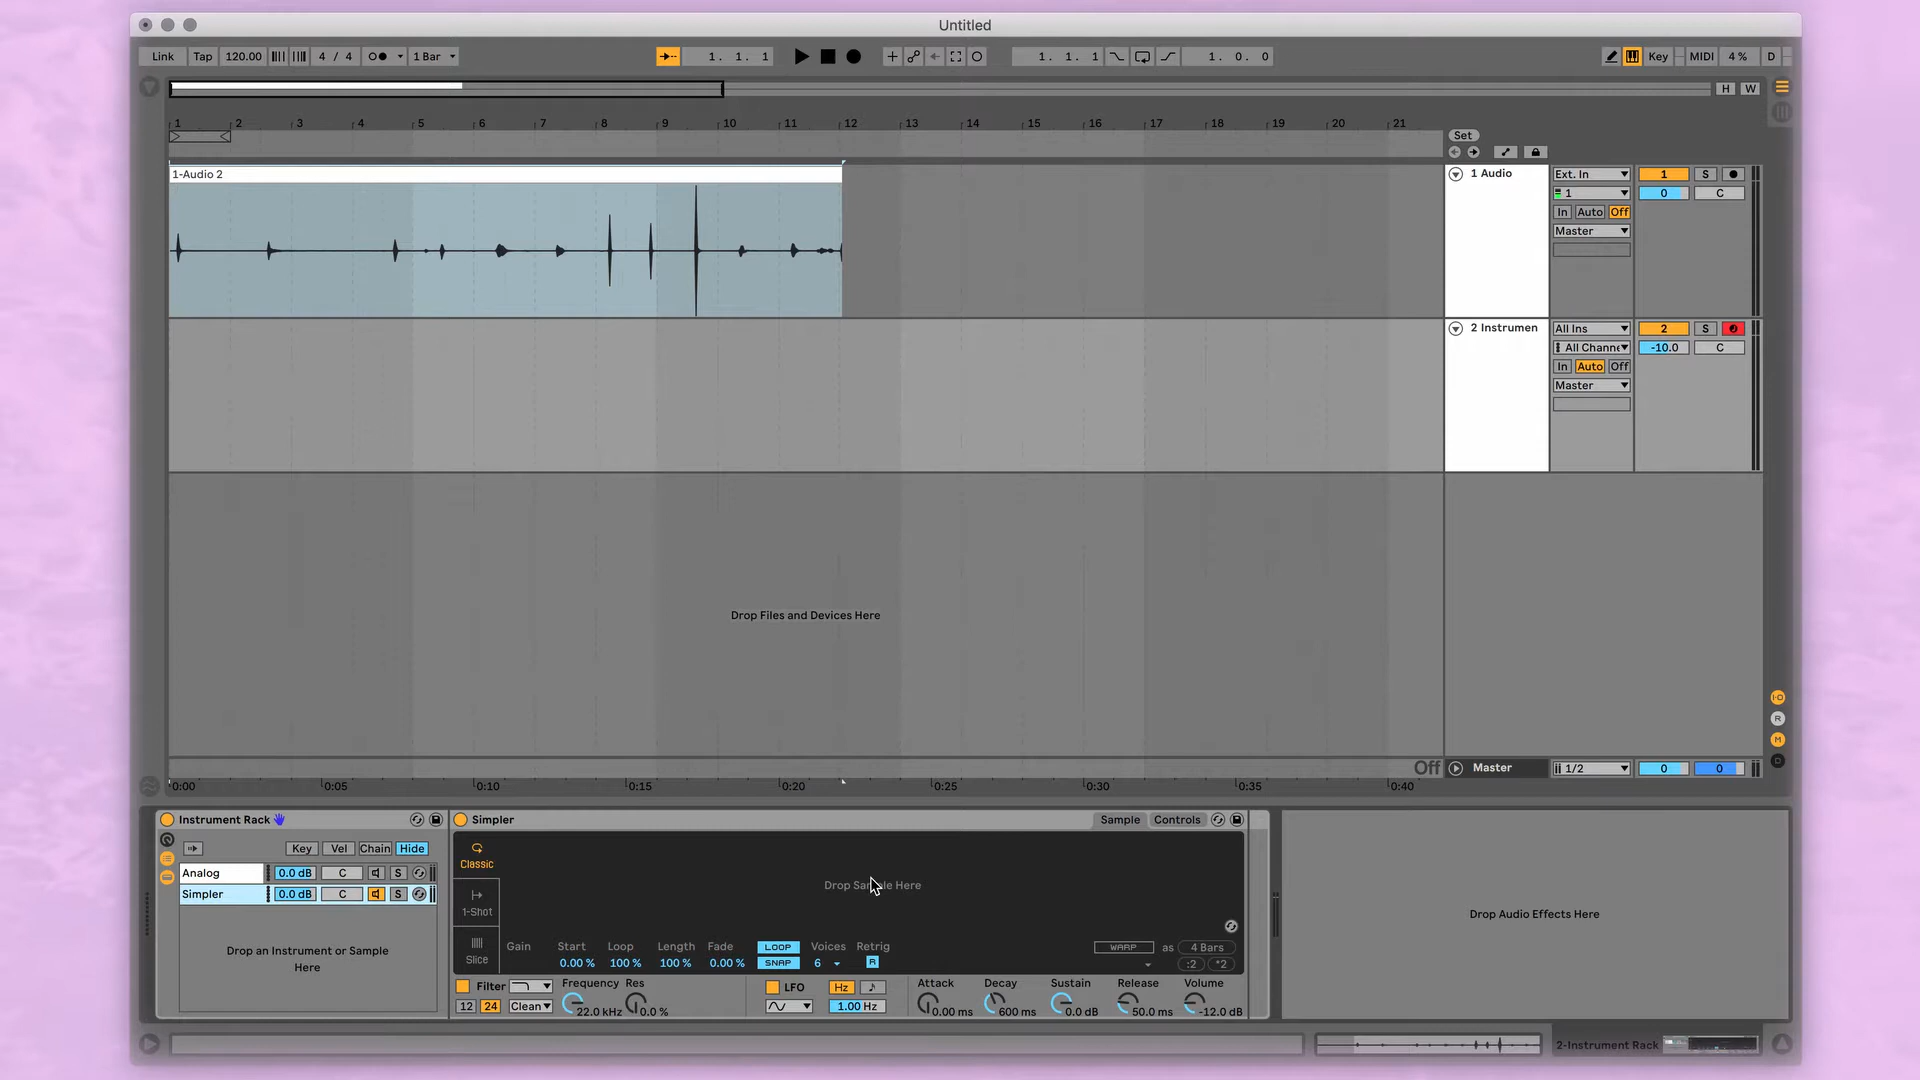 Untitled
Link Tap 120.00 4 / 4 1 Bar 1. 1. 1 1. 1. 1 1. 0. 0 Key MIDI 4 % D
H W
1 2 3 4 5 6 7 8 9 10 11 12 13 14 15 16 17 18 19 20 21
Set
1-Audio 2
1 Audio Ext. In 1 S
1 0 C
In Auto Off
Master
2 Instrumen All Ins 2 S
All Channe -10.0 C
In Auto Off
Master
Drop Files and Devices Here
I·O
R
M
D
Off Master 1/2 0 0
0:00 0:05 0:10 0:15 0:20 0:25 0:30 0:35 0:40
Instrument Rack
Key Vel Chain Hide
Analog 0.0 dB C S
Simpler 0.0 dB C S
Drop an Instrument or Sample
Here
Simpler Sample Controls
Classic
1-Shot
Slice
Drop Sample Here
Gain Start Loop Length Fade LOOP Voices Retrig WARP as 4 Bars
0.00 % 100 % 100 % 0.00 % SNAP 6 R :2 *2
Filter Frequency Res LFO Hz Attack Decay Sustain Release Volume
12 24 Clean 22.0 kHz 0.0 % 1.00 Hz 0.00 ms 600 ms 0.0 dB 50.0 ms -12.0 dB
Drop Audio Effects Here
2-Instrument Rack